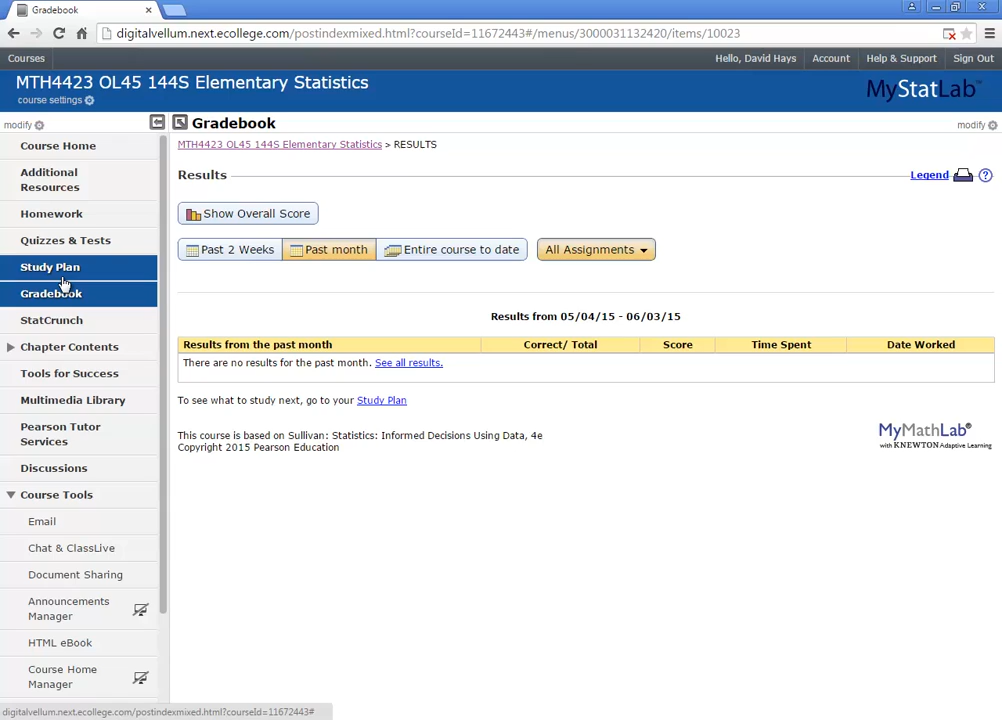 Gradebook
digitalvellum.next.ecollege.com/postindexmixed.html?courseId=11672443#/menus/3000031132420/items/10023
Courses
Hello, David Hays
Account
Help & Support
Sign Out
MTH4423 OL45 144S Elementary Statistics
course settings
MyStatLab
modify
Gradebook
modify
MTH4423 OL45 144S Elementary Statistics > RESULTS
Results
Legend
?
Show Overall Score
Past 2 Weeks
Past month
Entire course to date
All Assignments
Results from 05/04/15 - 06/03/15
Results from the past month
Correct/ Total
Score
Time Spent
Date Worked
There are no results for the past month. See all results.
To see what to study next, go to your Study Plan
This course is based on Sullivan: Statistics: Informed Decisions Using Data, 4e
Copyright 2015 Pearson Education
MyMathLab®
with KNEWTON Adaptive Learning
Course Home
Additional
Resources
Homework
Quizzes & Tests
Study Plan
Gradebook
StatCrunch
Chapter Contents
Tools for Success
Multimedia Library
Pearson Tutor
Services
Discussions
Course Tools
Email
Chat & ClassLive
Document Sharing
Announcements
Manager
HTML eBook
Course Home
Manager
digitalvellum.next.ecollege.com/postindexmixed.html?courseId=11672443#